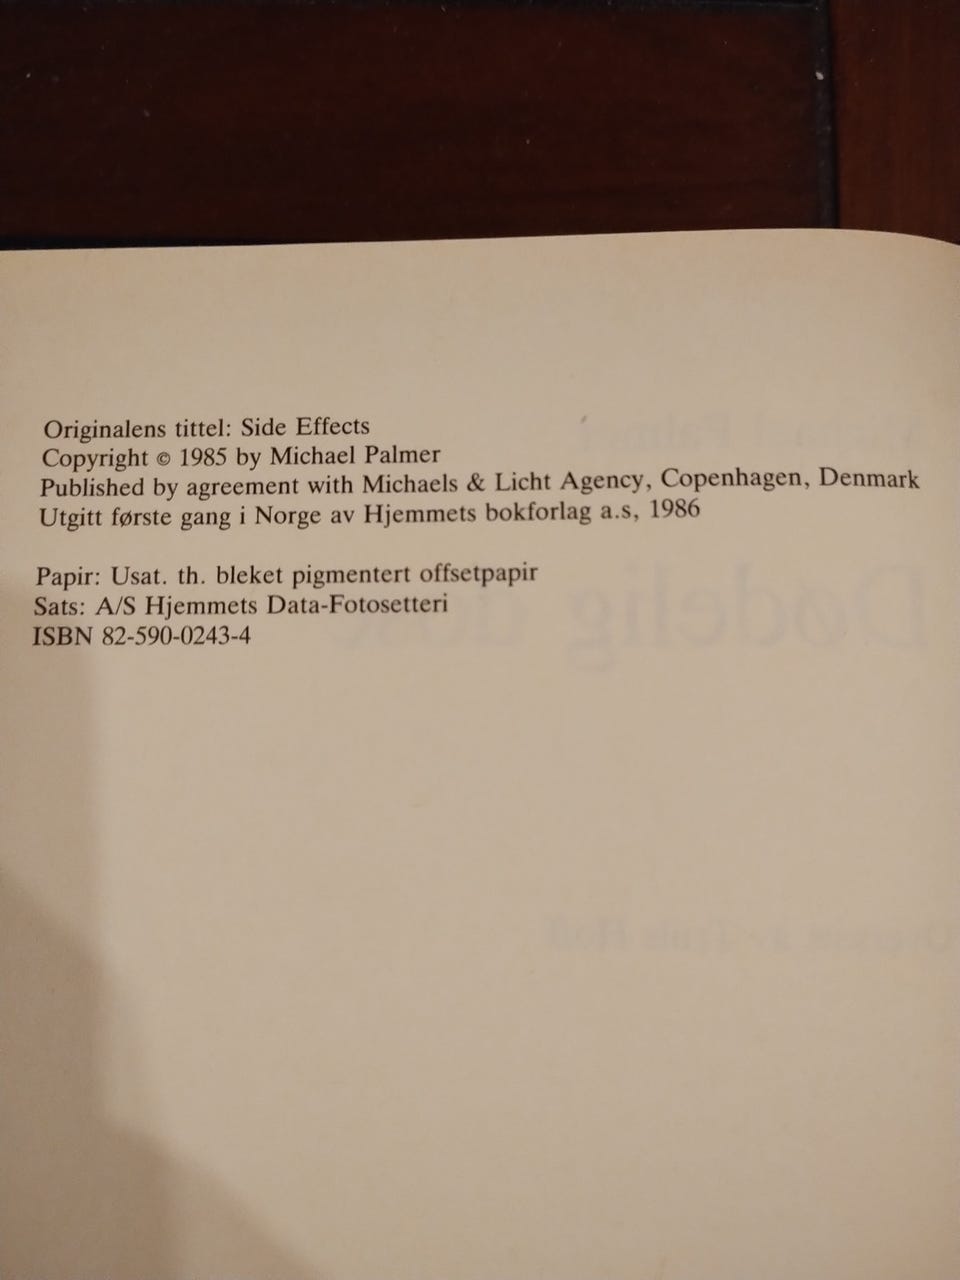 Originalens tittel: Side Effects
Copyright © 1985 by Michael Palmer
Published by agreement with Michaels & Licht Agency, Copenhagen, Denmark
Utgitt første gang i Norge av Hjemmets bokforlag a.s, 1986
Papir: Usat. th. bleket pigmentert offsetpapir
Sats: A/S Hjemmets Data-Fotosetteri
ISBN 82-590-0243-4